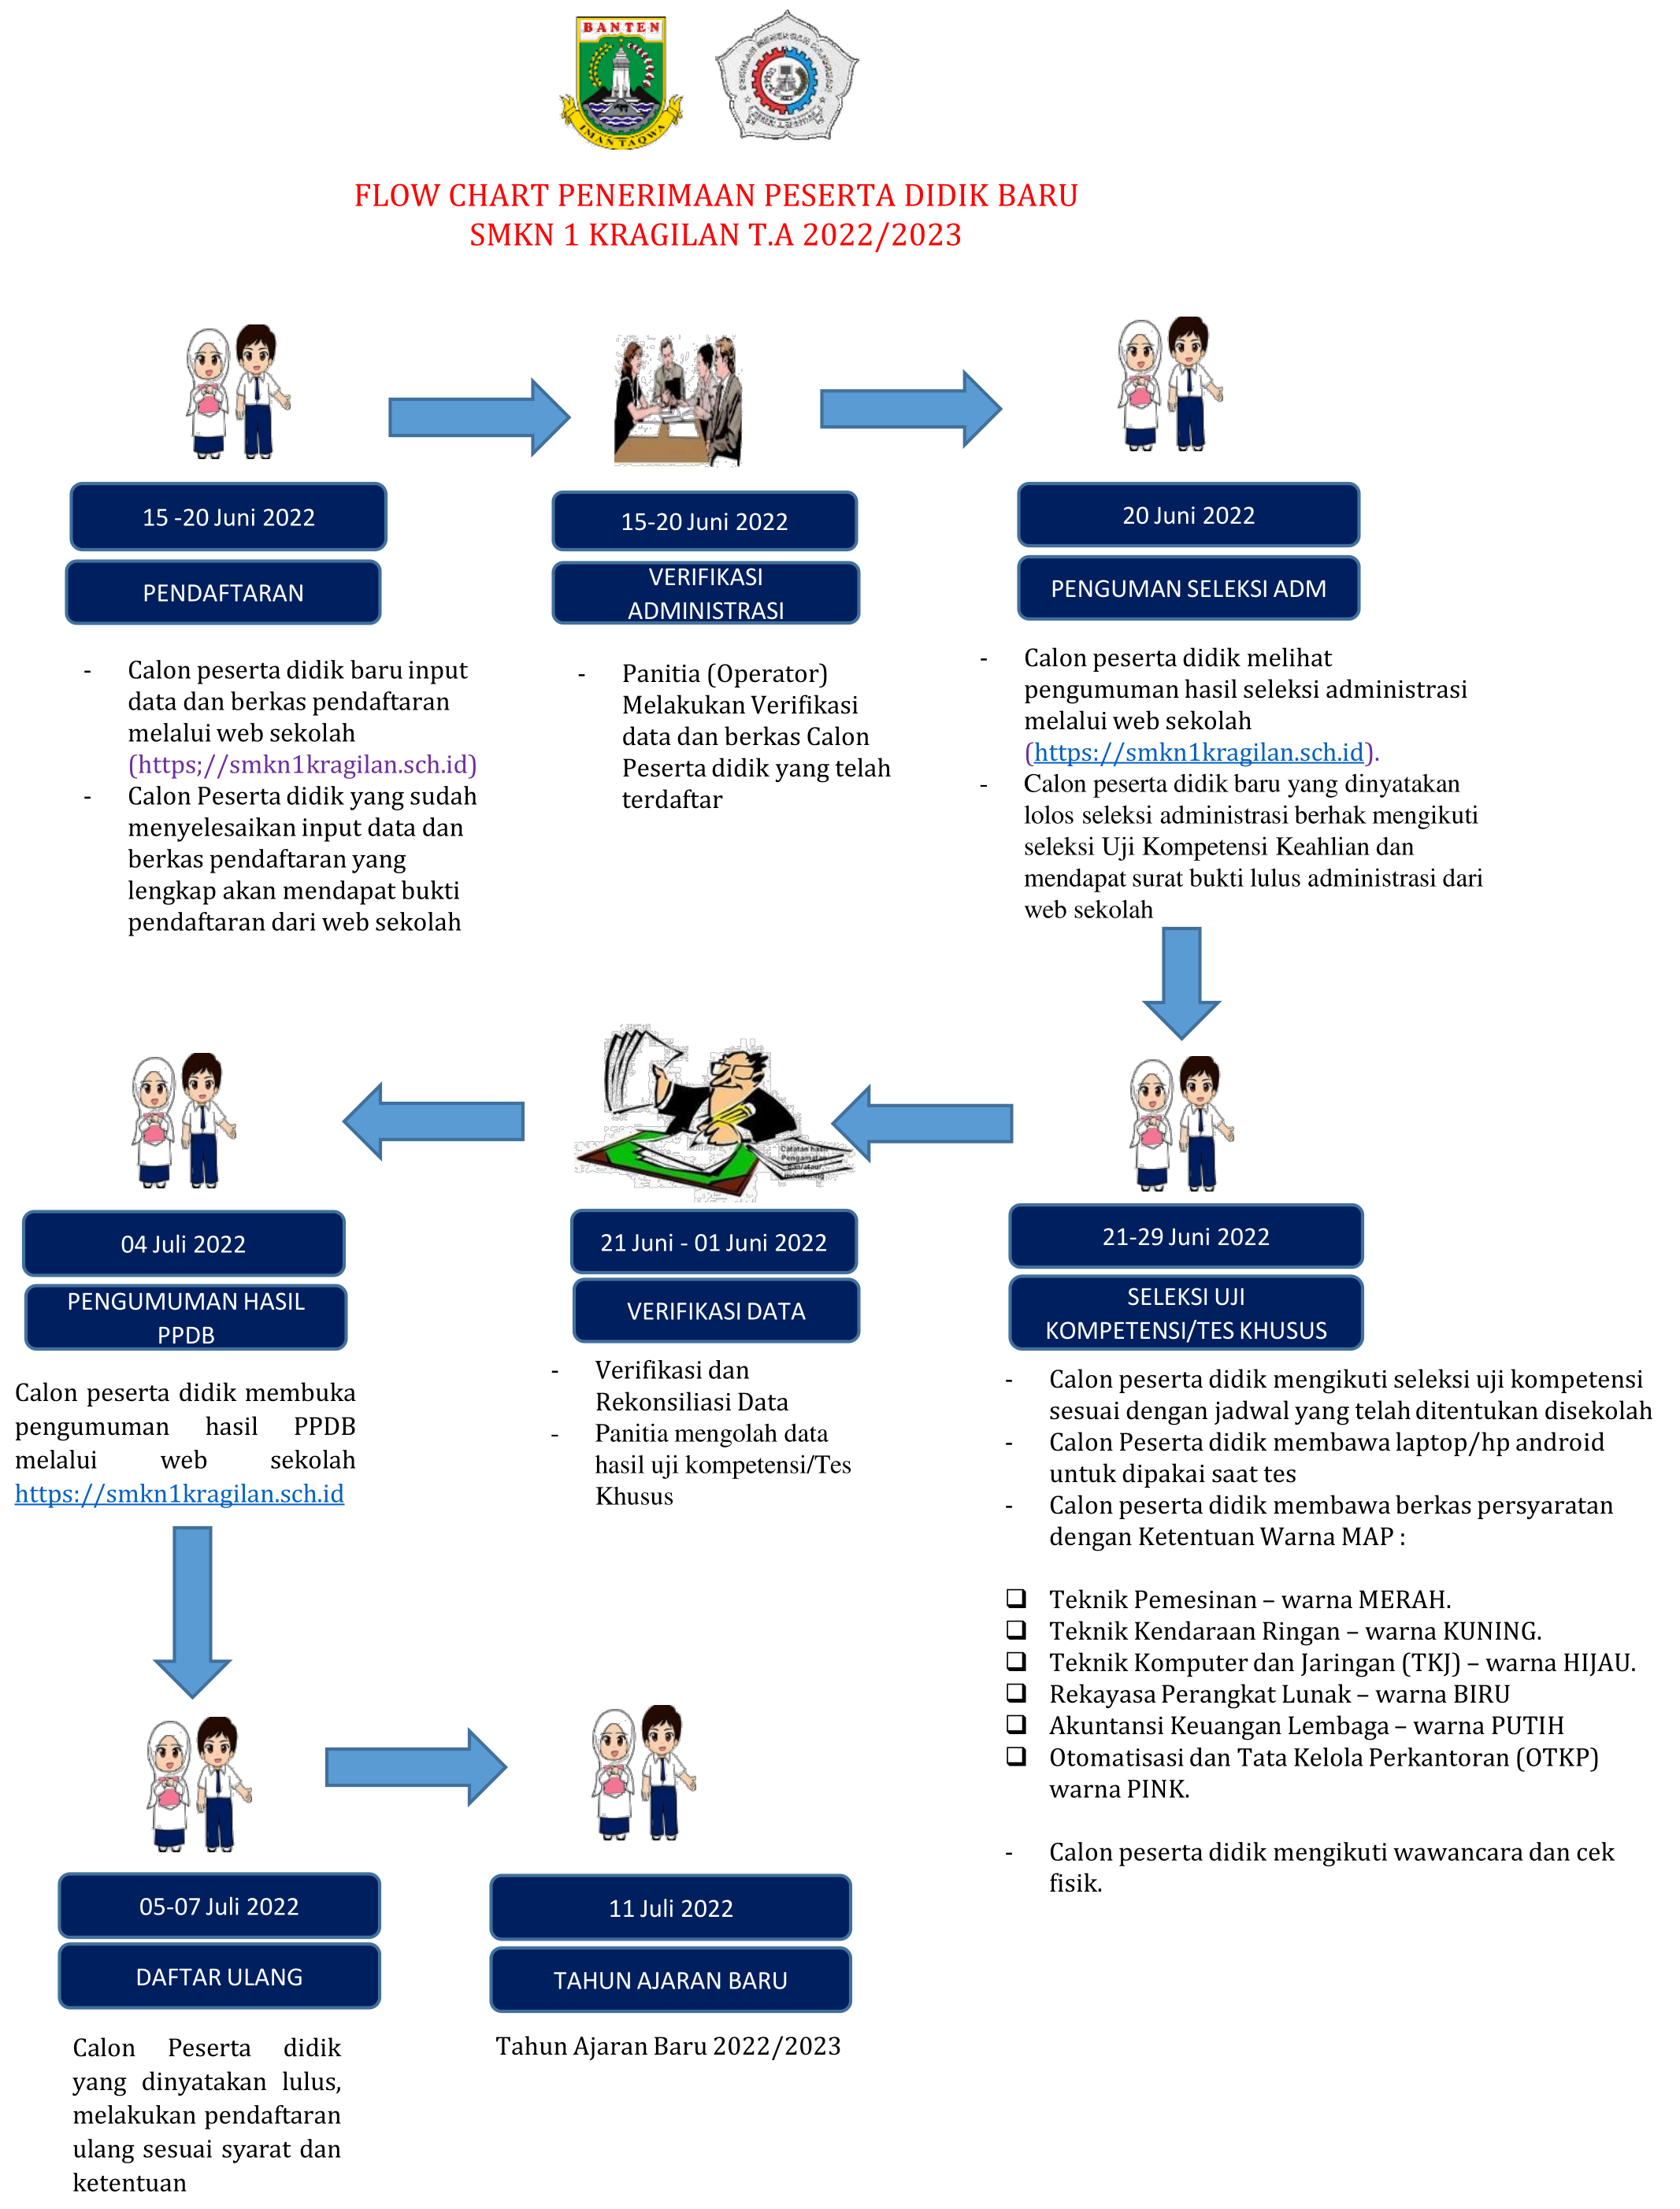 BANTEN
IMAN TAQWA
FLOW CHART PENERIMAAN PESERTA DIDIK BARU
SMKN 1 KRAGILAN T.A 2022/2023
15 -20 Juni 2022
PENDAFTARAN
- Calon peserta didik baru input
data dan berkas pendaftaran
melalui web sekolah
(https;//smkn1kragilan.sch.id)
- Calon Peserta didik yang sudah
menyelesaikan input data dan
berkas pendaftaran yang
lengkap akan mendapat bukti
pendaftaran dari web sekolah
15-20 Juni 2022
VERIFIKASI
ADMINISTRASI
- Panitia (Operator)
Melakukan Verifikasi
data dan berkas Calon
Peserta didik yang telah
terdaftar
20 Juni 2022
PENGUMAN SELEKSI ADM
- Calon peserta didik melihat
pengumuman hasil seleksi administrasi
melalui web sekolah
(https://smkn1kragilan.sch.id).
- Calon peserta didik baru yang dinyatakan
lolos seleksi administrasi berhak mengikuti
seleksi Uji Kompetensi Keahlian dan
mendapat surat bukti lulus administrasi dari
web sekolah
21-29 Juni 2022
SELEKSI UJI
KOMPETENSI/TES KHUSUS
- Calon peserta didik mengikuti seleksi uji kompetensi
sesuai dengan jadwal yang telah ditentukan disekolah
- Calon Peserta didik membawa laptop/hp android
untuk dipakai saat tes
- Calon peserta didik membawa berkas persyaratan
dengan Ketentuan Warna MAP :
❑ Teknik Pemesinan – warna MERAH.
❑ Teknik Kendaraan Ringan – warna KUNING.
❑ Teknik Komputer dan Jaringan (TKJ) – warna HIJAU.
❑ Rekayasa Perangkat Lunak – warna BIRU
❑ Akuntansi Keuangan Lembaga – warna PUTIH
❑ Otomatisasi dan Tata Kelola Perkantoran (OTKP)
warna PINK.
- Calon peserta didik mengikuti wawancara dan cek
fisik.
Catatan hasil
Pengamatan
dan/atau
monitoring
21 Juni - 01 Juni 2022
VERIFIKASI DATA
- Verifikasi dan
Rekonsiliasi Data
- Panitia mengolah data
hasil uji kompetensi/Tes
Khusus
04 Juli 2022
PENGUMUMAN HASIL
PPDB
Calon peserta didik membuka
pengumuman hasil PPDB
melalui web sekolah
https://smkn1kragilan.sch.id
05-07 Juli 2022
DAFTAR ULANG
Calon Peserta didik
yang dinyatakan lulus,
melakukan pendaftaran
ulang sesuai syarat dan
ketentuan
11 Juli 2022
TAHUN AJARAN BARU
Tahun Ajaran Baru 2022/2023